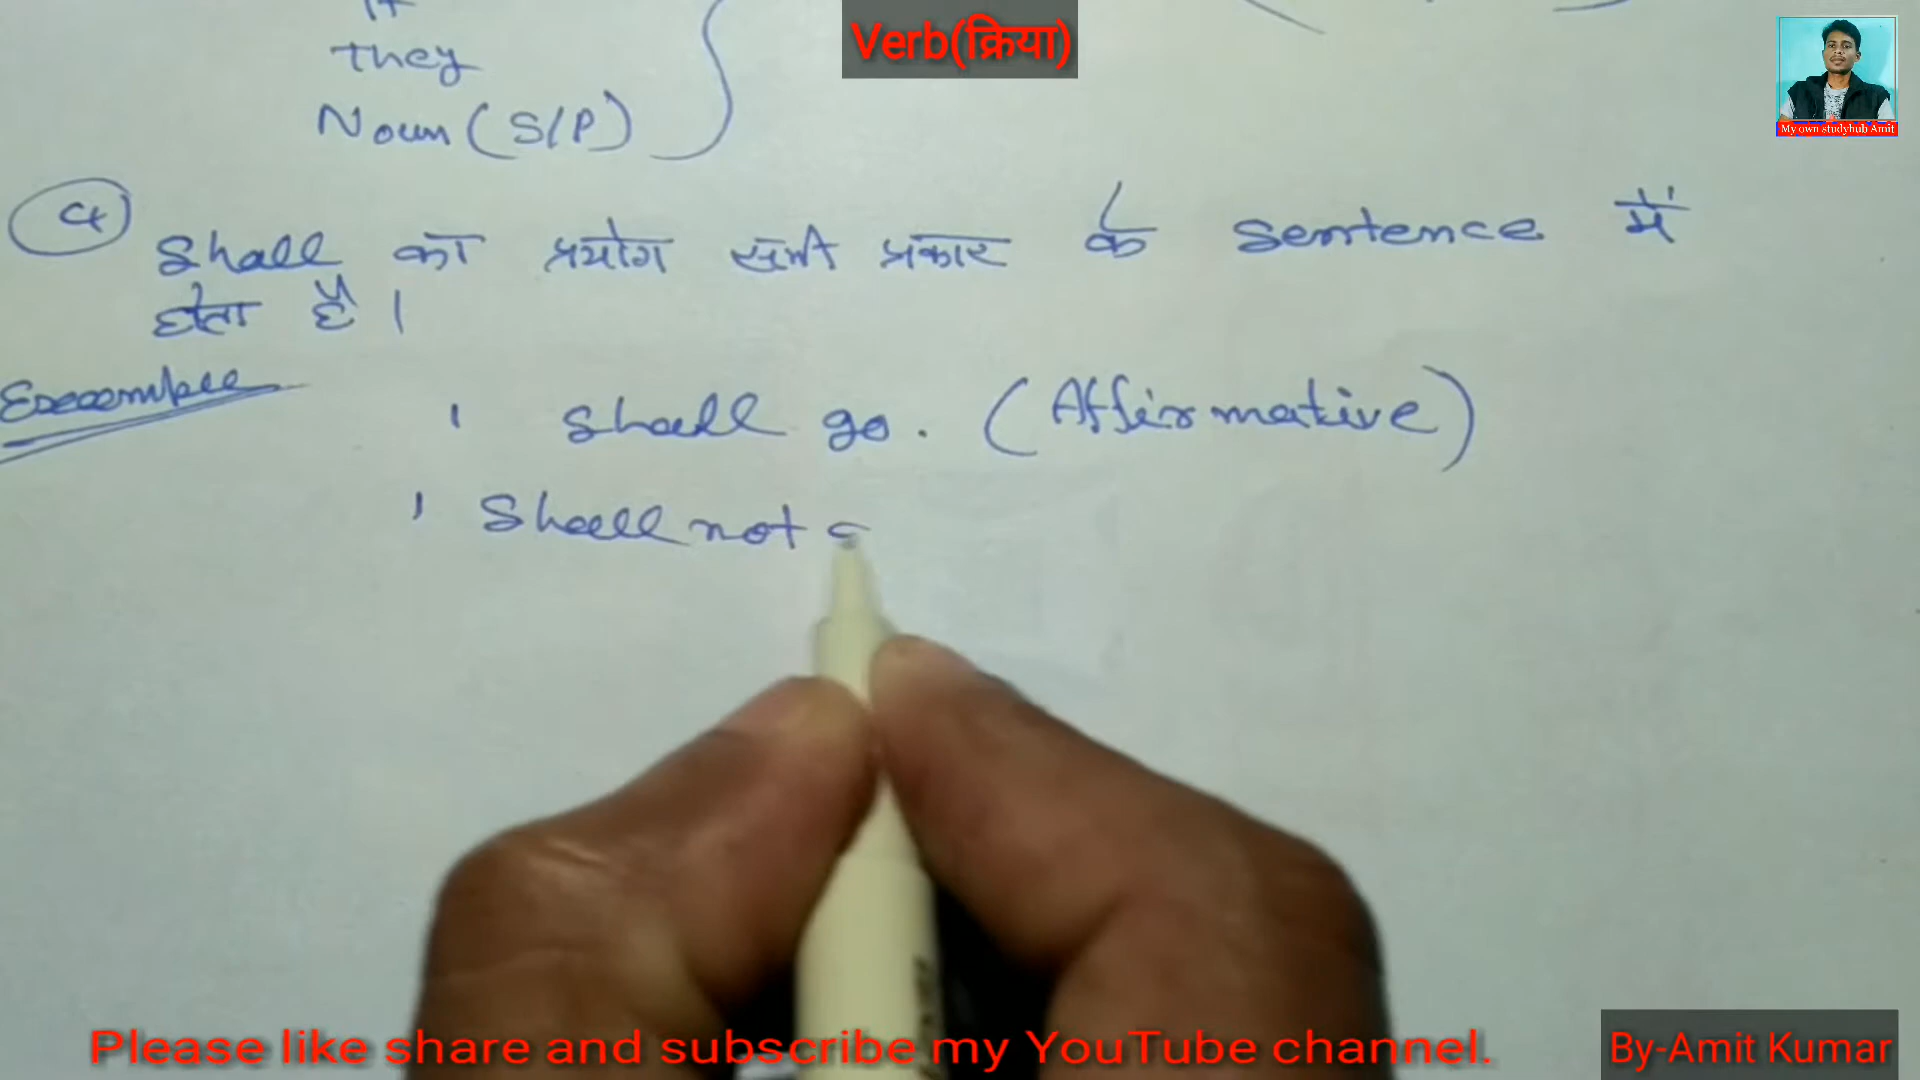 It
they
Noun (S/P)
Verb(क्रिया)
My own studyhub Amit
4
Shall का प्रयोग सभी प्रकार के Sentence में
होता है।
Example
I Shall go. (Affirmative)
I Shall not
Please like share and subscribe my YouTube channel.
By-Amit Kumar